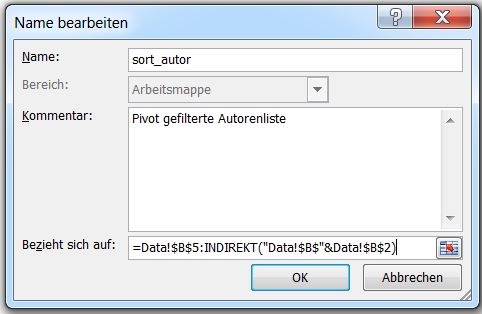 Name bearbeiten
Name: sort_autor
Bereich: Arbeitsmappe
Kommentar: Pivot gefilterte Autorenliste
Bezieht sich auf: =Data!$B$5:INDIREKT("Data!$B$"&Data!$B$2)
OK Abbrechen